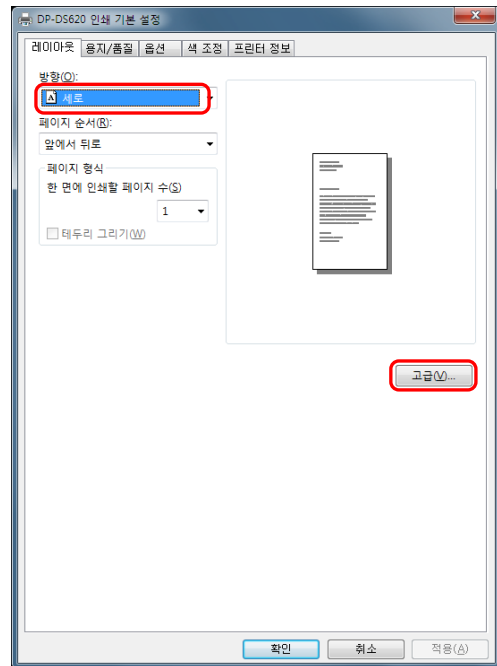 DP-DS620 인쇄 기본 설정
레이아웃 용지/품질 옵션 색 조정 프린터 정보
방향(O):
세로
페이지 순서(R):
앞에서 뒤로
페이지 형식
한 면에 인쇄할 페이지 수(S)
1
테두리 그리기(W)
고급(V)...
확인 취소 적용(A)